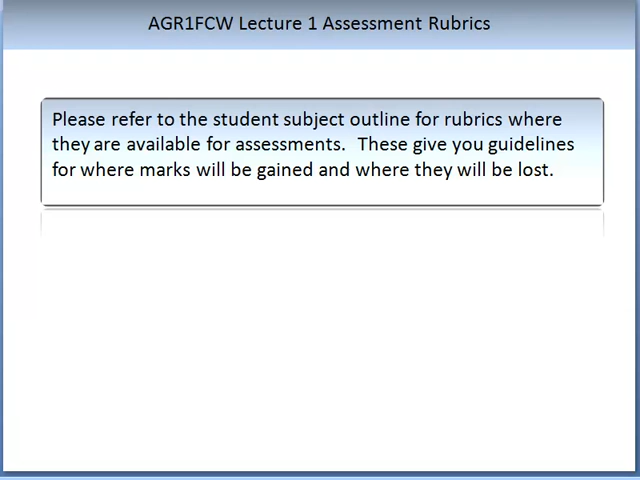 AGR1FCW Lecture 1 Assessment Rubrics
Please refer to the student subject outline for rubrics where
they are available for assessments.  These give you guidelines
for where marks will be gained and where they will be lost.